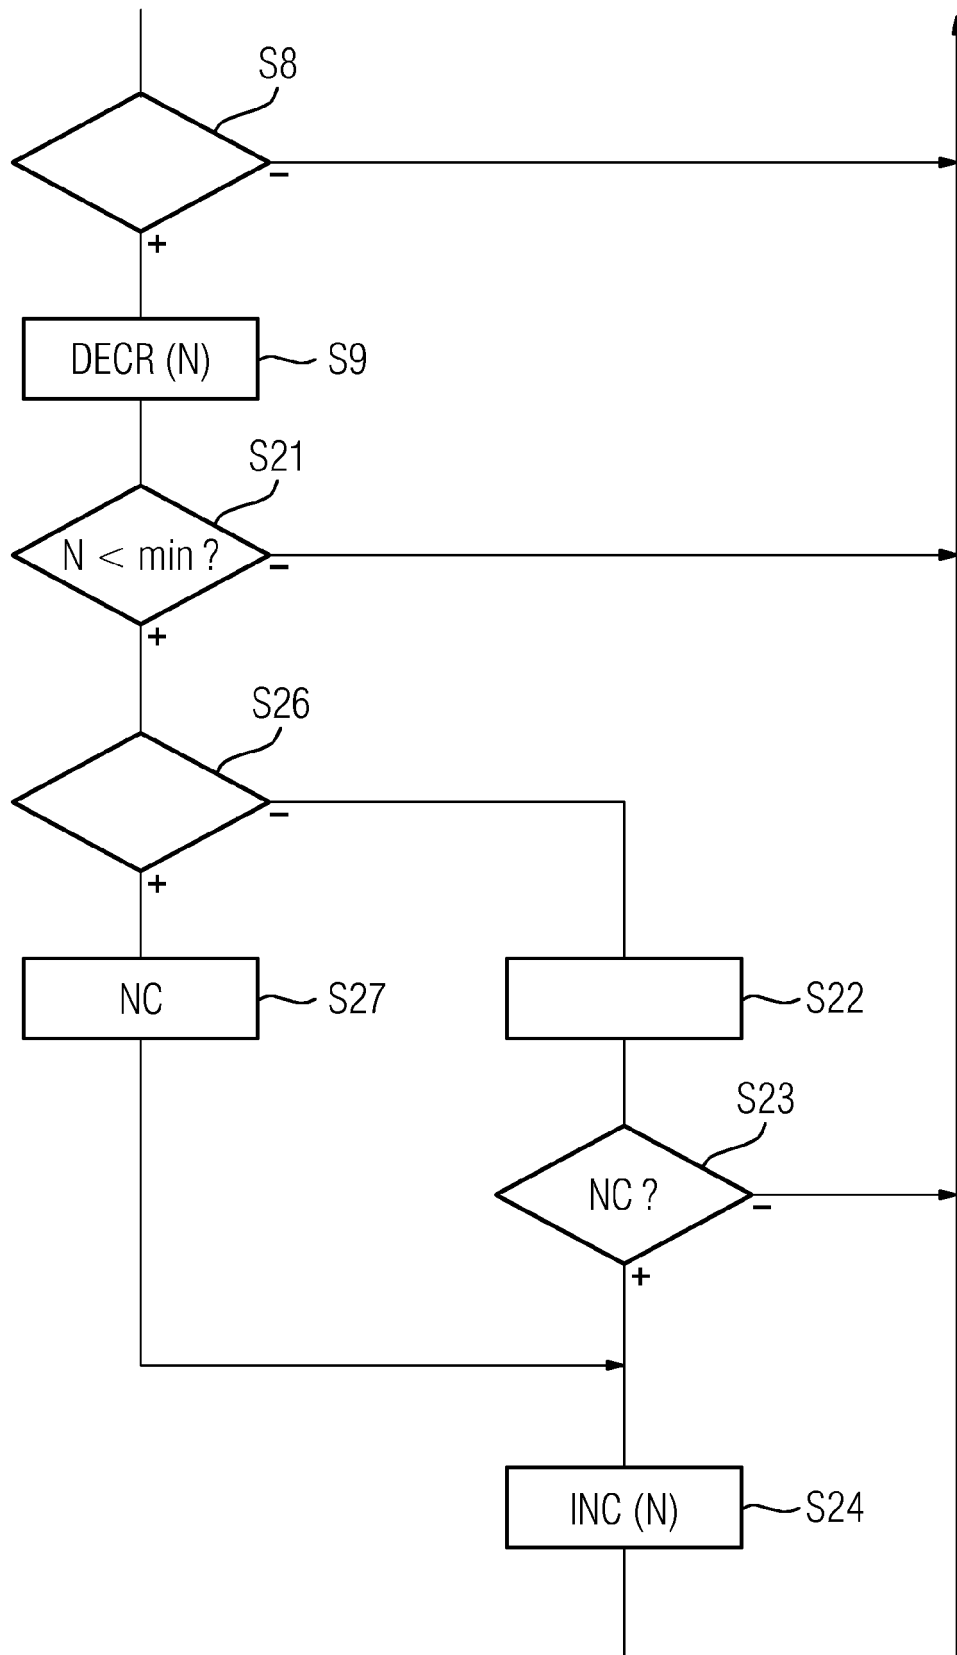 S8
−
+
DECR (N)
S9
S21
N < min ?
−
+
S26
−
+
NC
S27
S22
S23
NC ?
−
+
INC (N)
S24